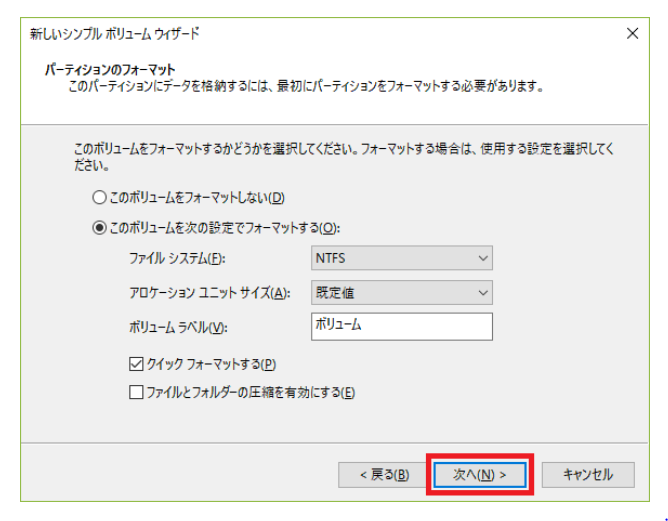 新しいシンプル ボリューム ウィザード
パーティションのフォーマット
このパーティションにデータを格納するには、最初にパーティションをフォーマットする必要があります。
このボリュームをフォーマットするかどうかを選択してください。フォーマットする場合は、使用する設定を選択してく
ださい。
このボリュームをフォーマットしない(D)
このボリュームを次の設定でフォーマットする(O):
ファイル システム(F): NTFS
アロケーション ユニット サイズ(A): 既定値
ボリューム ラベル(V): ボリューム
クイック フォーマットする(P)
ファイルとフォルダーの圧縮を有効にする(E)
< 戻る(B) 次へ(N) > キャンセル